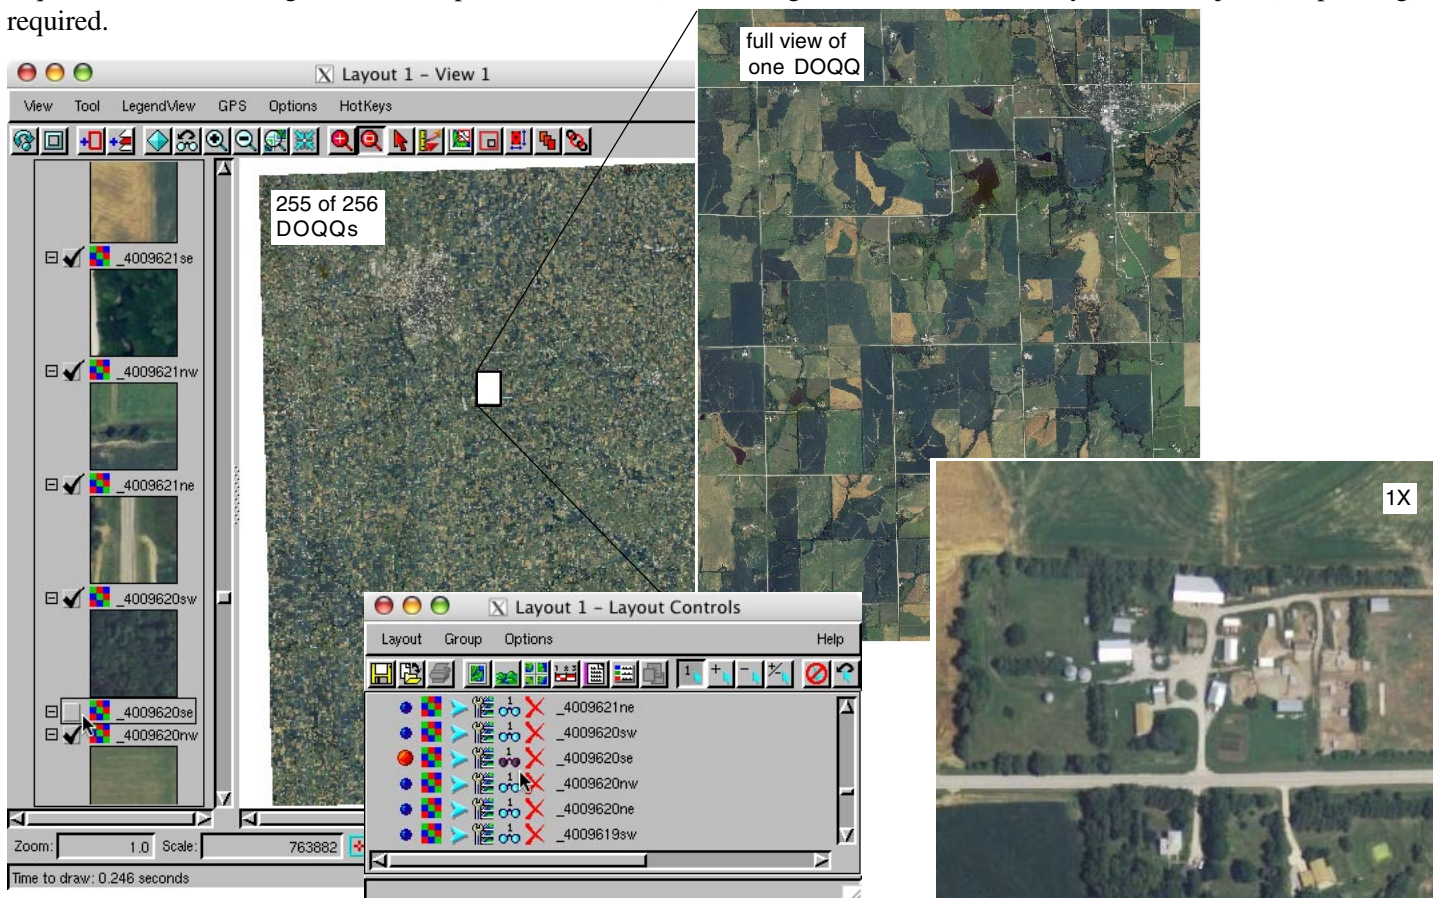 required.
full view of
one DOQQ
Layout 1 – View 1
View Tool LegendView GPS Options HotKeys
255 of 256
DOQQs
_4009621se
_4009621nw
_4009621ne
_4009620sw
_4009620se
_4009620nw
1X
Layout 1 – Layout Controls
Layout Group Options Help
_4009621ne
_4009620sw
_4009620se
_4009620nw
_4009620ne
_4009619sw
Zoom: 1.0 Scale: 763882
Time to draw: 0.246 seconds